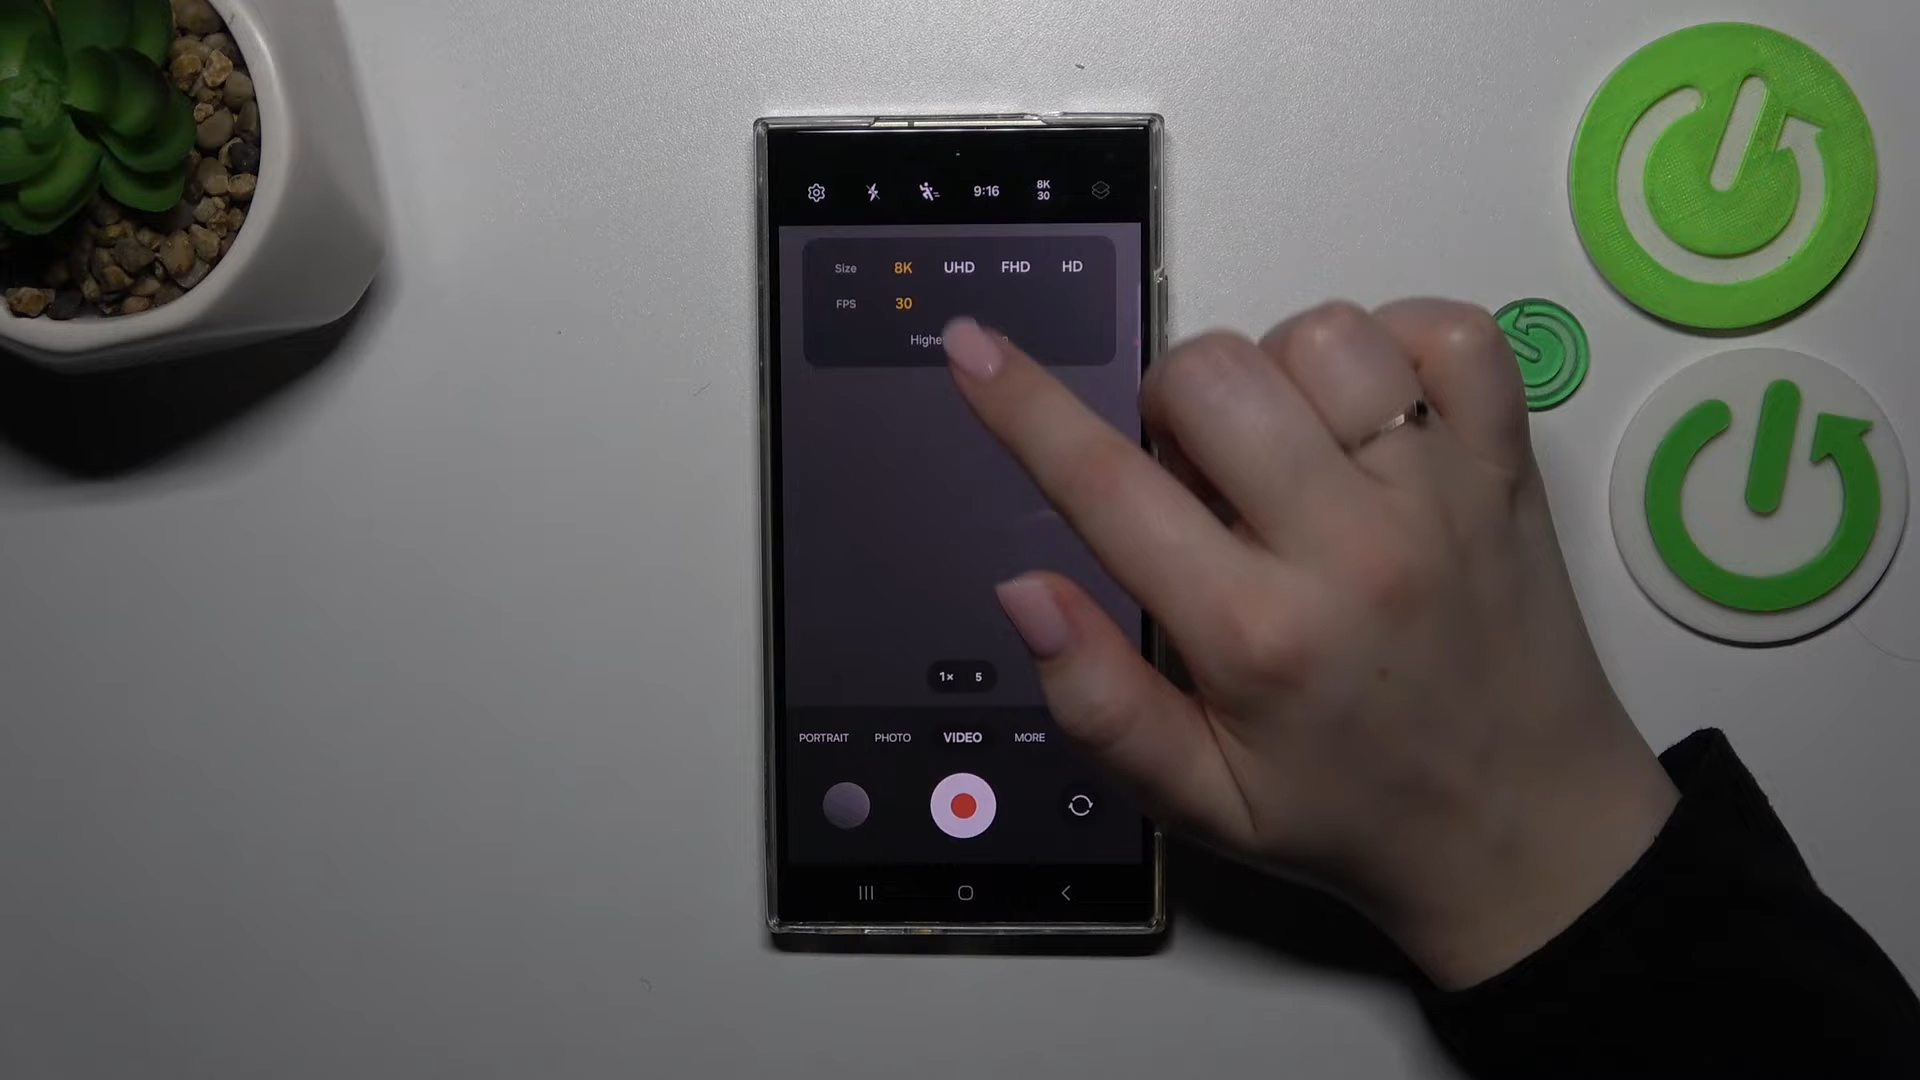 9:16
8K
30
Size 8K UHD FHD HD
FPS 30
1× 5
PORTRAIT PHOTO VIDEO MORE